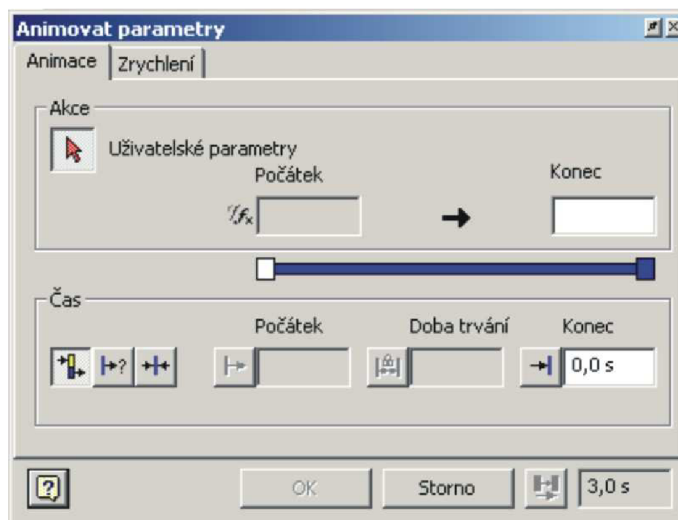 Animovat parametry
Animace Zrychlení
Akce
Uživatelské parametry
Počátek Konec
Čas
Počátek Doba trvání Konec
0,0 s
OK Storno 3,0 s